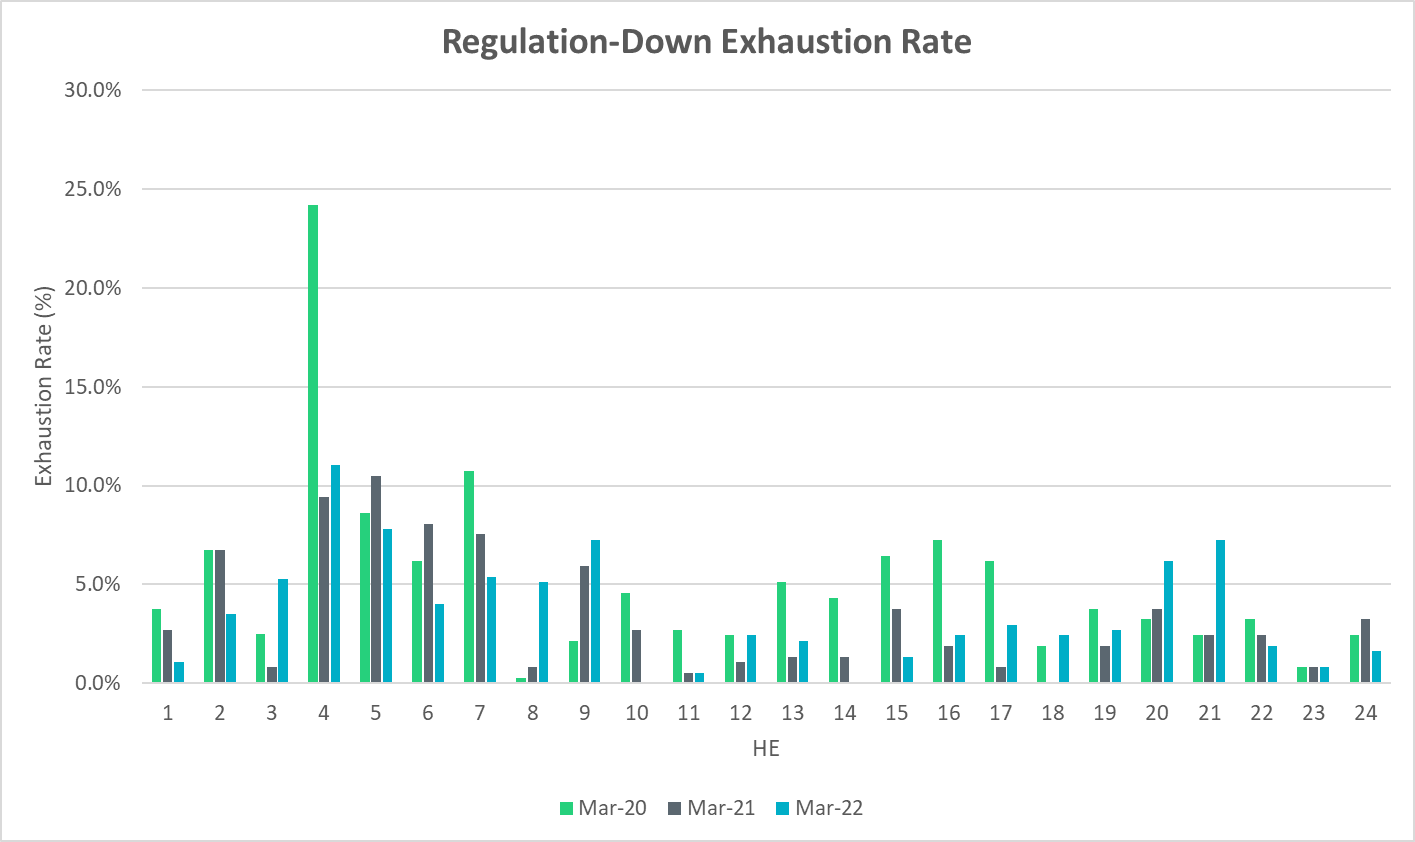 Regulation-Down Exhaustion Rate
30.0%
25.0%
20.0%
15.0%
10.0%
5.0%
0.0%
Exhaustion Rate (%)
1 2 3 4 5 6 7 8 9 10 11 12 13 14 15 16 17 18 19 20 21 22 23 24
HE
Mar-20 Mar-21 Mar-22